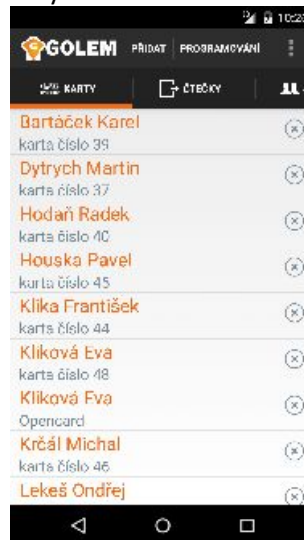 10:26
GOLEM PŘIDAT PROGRAMOVÁNÍ
KARTY ČTEČKY
Bartáček Karel
karta číslo 39
Dytrych Martin
karta číslo 37
Hodaň Radek
karta číslo 40
Houska Pavel
karta číslo 45
Klika František
karta číslo 44
Kliková Eva
karta číslo 48
Kliková Eva
Opencard
Krčál Michal
karta číslo 46
Lekeš Ondřej